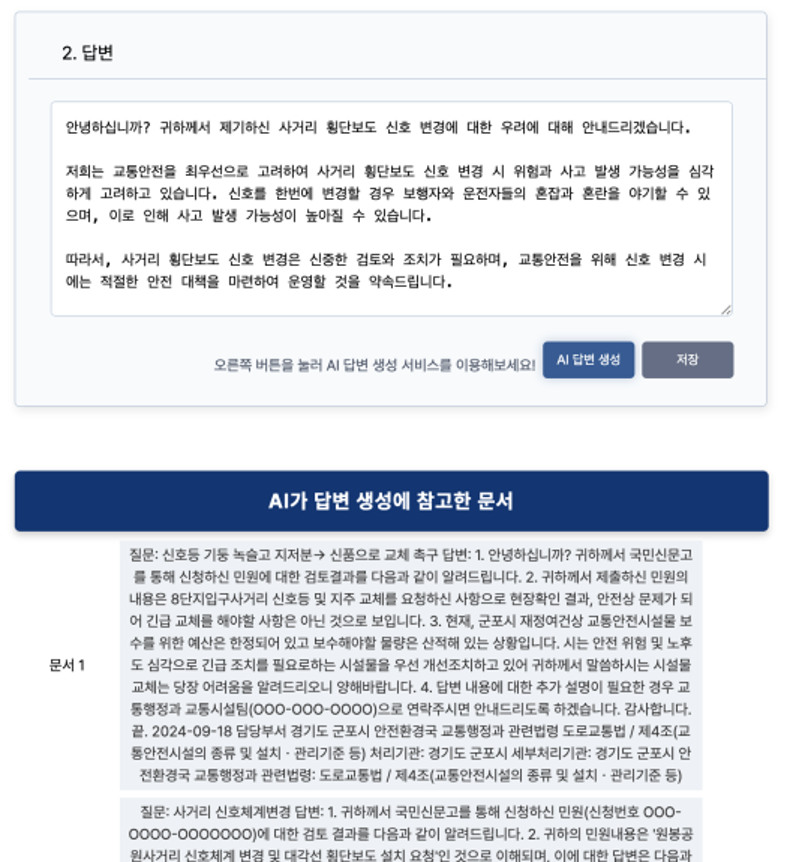 2. 답변
안녕하십니까? 귀하께서 제기하신 사거리 횡단보도 신호 변경에 대한 우려에 대해 안내드리겠습니다.
저희는 교통안전을 최우선으로 고려하여 사거리 횡단보도 신호 변경 시 위험과 사고 발생 가능성을 심각
하게 고려하고 있습니다. 신호를 한번에 변경할 경우 보행자와 운전자들의 혼잡과 혼란을 야기할 수 있
으며, 이로 인해 사고 발생 가능성이 높아질 수 있습니다.
따라서, 사거리 횡단보도 신호 변경은 신중한 검토와 조치가 필요하며, 교통안전을 위해 신호 변경 시
에는 적절한 안전 대책을 마련하여 운영할 것을 약속드립니다.
오른쪽 버튼을 눌러 AI 답변 생성 서비스를 이용해보세요!
AI 답변 생성
저장
AI가 답변 생성에 참고한 문서
문서 1
질문: 신호등 기둥 녹슬고 지저분→ 신품으로 교체 촉구 답변: 1. 안녕하십니까? 귀하께서 국민신문고
를 통해 신청하신 민원에 대한 검토결과를 다음과 같이 알려드립니다. 2. 귀하께서 제출하신 민원의
내용은 8단지입구사거리 신호등 및 지주 교체를 요청하신 사항으로 현장확인 결과, 안전상 문제가 되
어 긴급 교체를 해야할 사항은 아닌 것으로 보입니다. 3. 현재, 군포시 재정여건상 교통안전시설물 보
수를 위한 예산은 한정되어 있고 보수해야할 물량은 산적해 있는 상황입니다. 시는 안전 위험 및 노후
도 심각으로 긴급 조치를 필요로하는 시설물을 우선 개선조치하고 있어 귀하께서 말씀하시는 시설물
교체는 당장 어려움을 알려드리오니 양해바랍니다. 4. 답변 내용에 대한 추가 설명이 필요한 경우 교
통행정과 교통시설팀(OOO-OOO-OOOO)으로 연락주시면 안내드리도록 하겠습니다. 감사합니다.
끝. 2024-09-18 담당부서 경기도 군포시 안전환경국 교통행정과 관련법령 도로교통법 / 제4조(교
통안전시설의 종류 및 설치ㆍ관리기준 등) 처리기관: 경기도 군포시 세부처리기관: 경기도 군포시 안
전환경국 교통행정과 관련법령: 도로교통법 / 제4조(교통안전시설의 종류 및 설치ㆍ관리기준 등)
질문: 사거리 신호체계변경 답변: 1. 귀하께서 국민신문고를 통해 신청하신 민원(신청번호 OOO-
OOOO-OOOOOOO)에 대한 검토 결과를 다음과 같이 알려드립니다. 2. 귀하의 민원내용은 '원봉공
원사거리 신호체계 변경 및 대각선 횡단보도 설치 요청'인 것으로 이해되며, 이에 대한 답변은 다음과